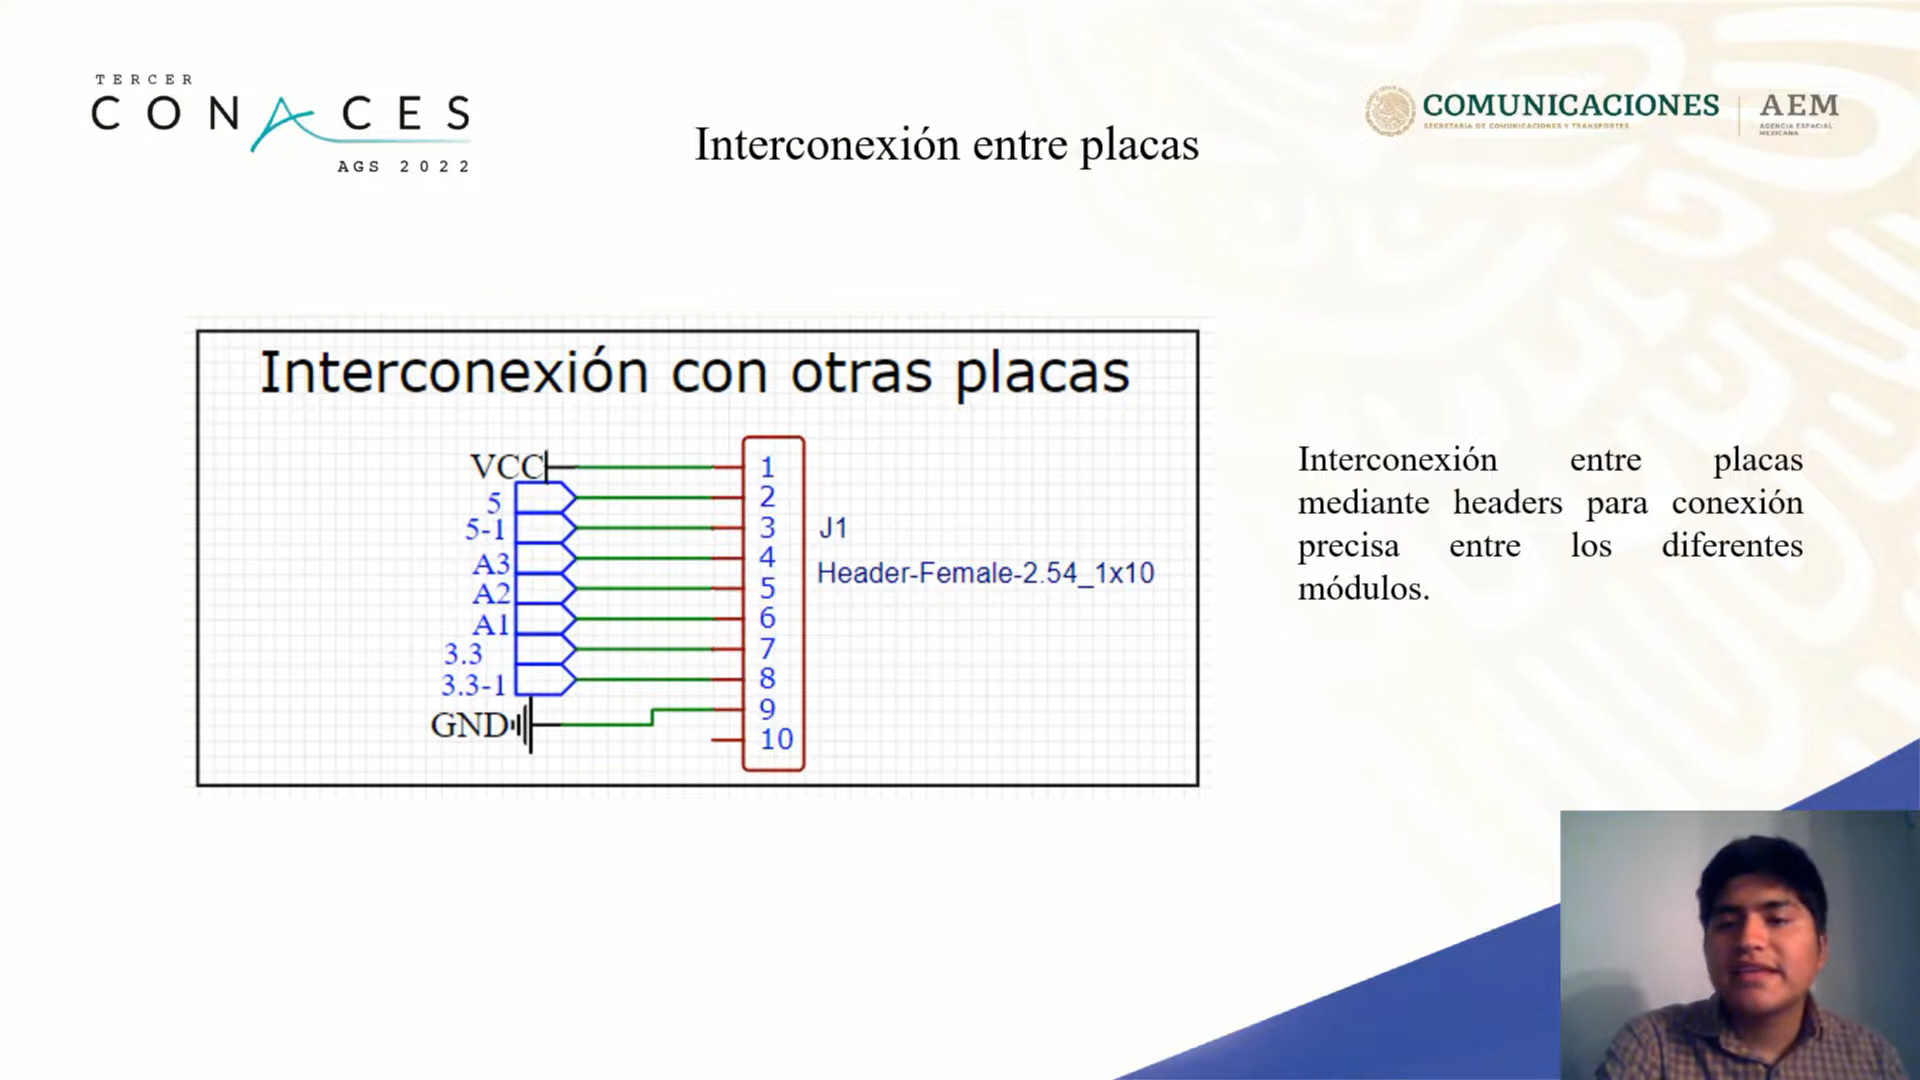 TERCER
CONACES
AGS 2022
Interconexión entre placas
COMUNICACIONES
SECRETARÍA DE COMUNICACIONES Y TRANSPORTES
AEM
AGENCIA ESPACIAL
MEXICANA
Interconexión con otras placas
VCC 1
5 2
5-1 3
A3 4
A2 5
A1 6
3.3 7
3.3-1 8
GND 9
10
J1
Header-Female-2.54_1x10
Interconexión entre placas
mediante headers para conexión
precisa entre los diferentes
módulos.